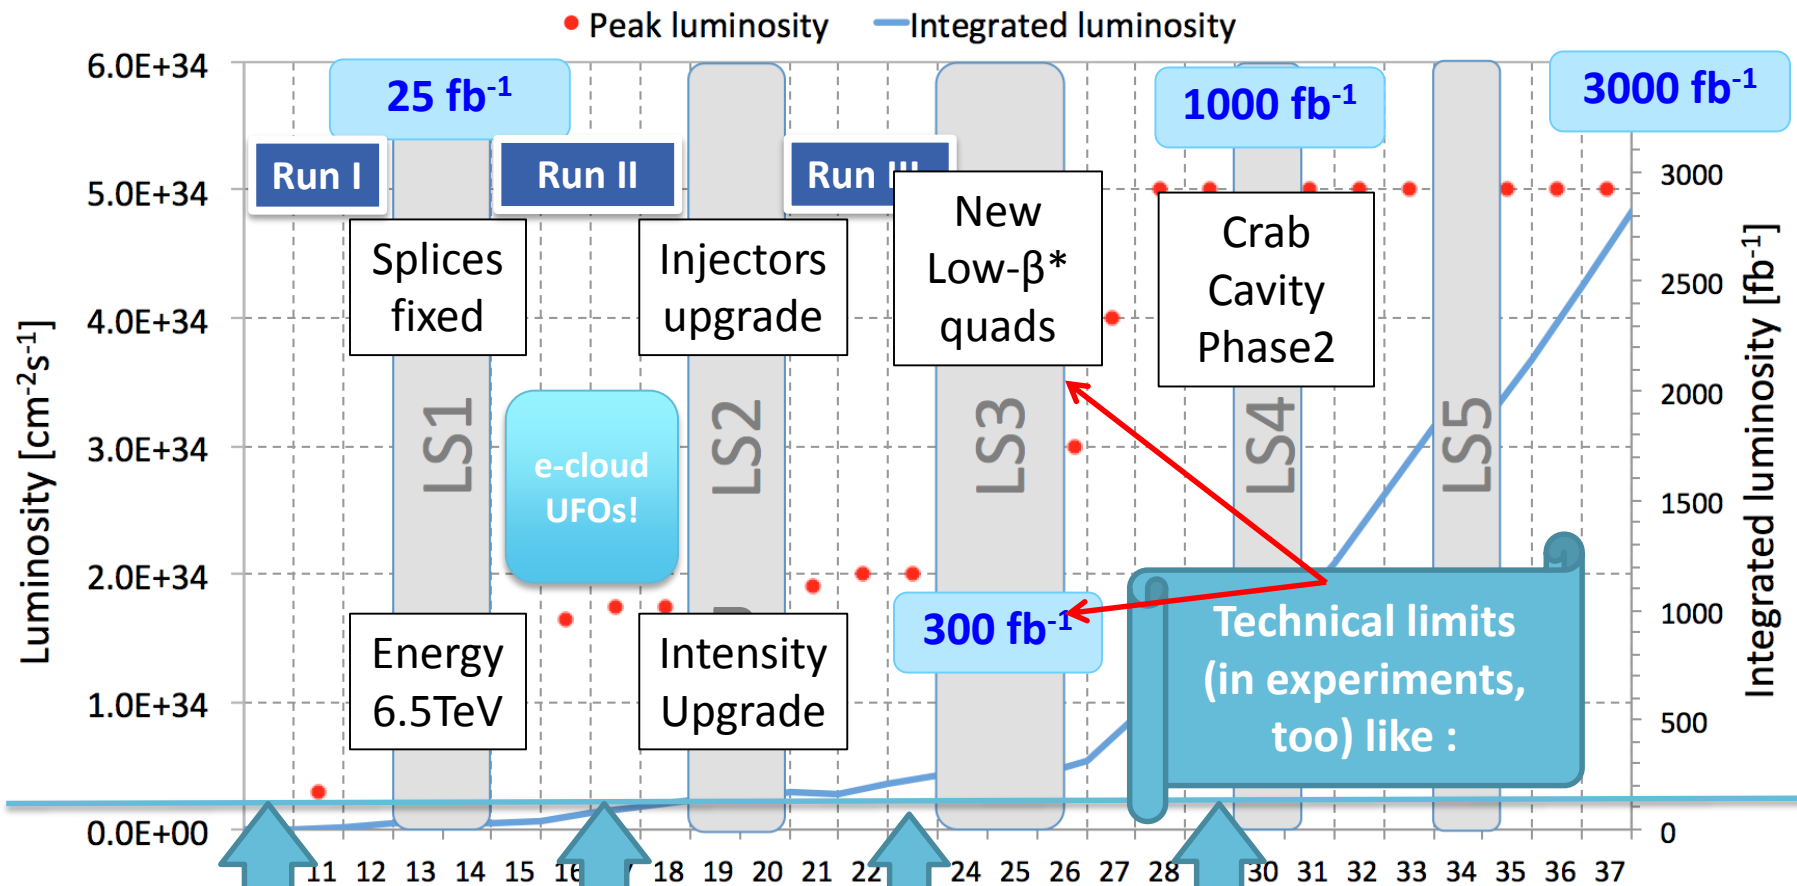 Peak luminosity
Integrated luminosity
6.0E+34
5.0E+34
4.0E+34
3.0E+34
2.0E+34
1.0E+34
0.0E+00
Luminosity [cm⁻²s⁻¹]
25 fb⁻¹
1000 fb⁻¹
3000 fb⁻¹
Run I
Run II
Run III
Splices
fixed
Injectors
upgrade
New
Low-β*
quads
Crab
Cavity
Phase2
LS1
LS2
LS3
LS4
LS5
e-cloud
UFOs!
Energy
6.5TeV
Intensity
Upgrade
300 fb⁻¹
Technical limits
(in experiments,
too) like :
3000
2500
2000
1500
1000
500
0
Integrated luminosity [fb⁻¹]
11 12 13 14 15 16 18 19 20 21 22 24 25 26 27 28 30 31 32 33 34 35 36 37